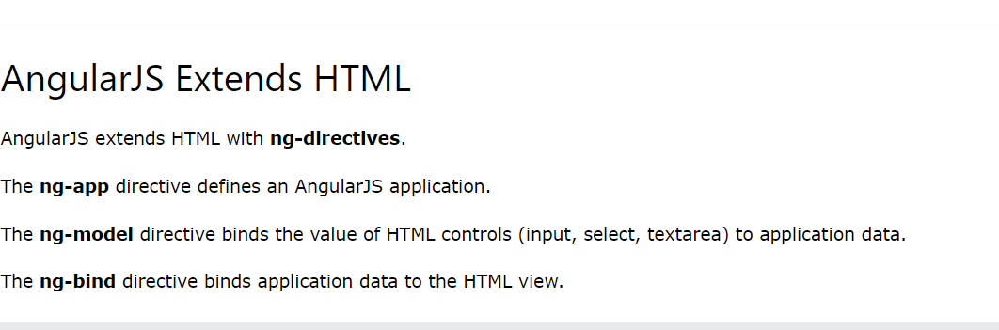 AngularJS Extends HTML
AngularJS extends HTML with ng-directives.
The ng-app directive defines an AngularJS application.
The ng-model directive binds the value of HTML controls (input, select, textarea) to application data.
The ng-bind directive binds application data to the HTML view.